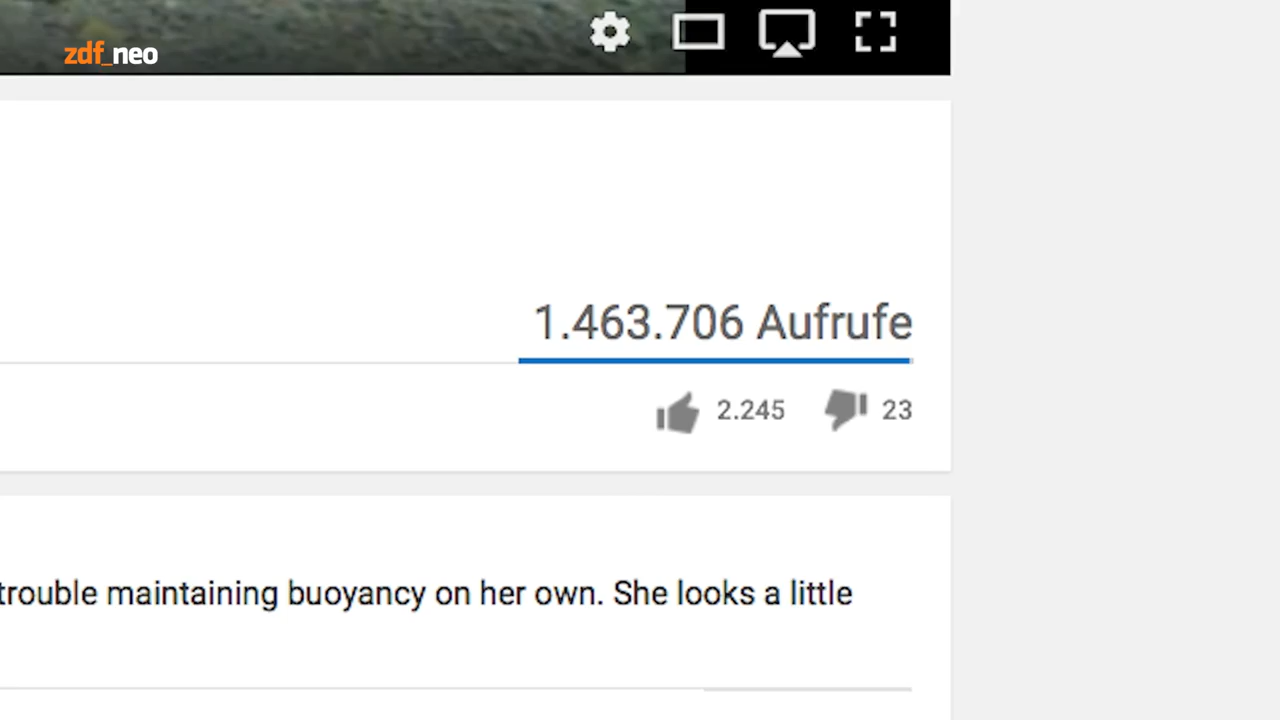 zdf_neo
1.463.706 Aufrufe
2.245 23
trouble maintaining buoyancy on her own. She looks a little